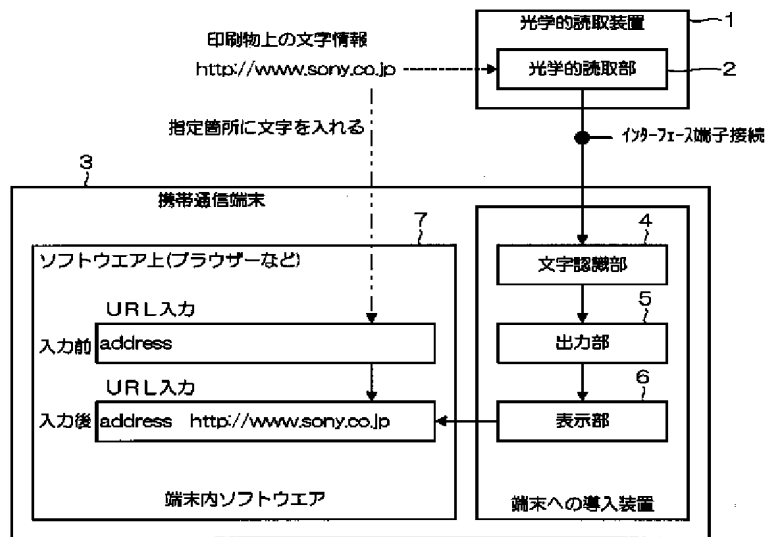 光学的読取装置
1
印刷物上の文字情報
http://www.sony.co.jp
光学的読取部
2
指定箇所に文字を入れる
インターフェース端子接続
3
携帯通信端末
7
ソフトウエア上(ブラウザーなど)
4
文字認識部
URL入力
5
入力前
address
出力部
URL入力
6
入力後
address http://www.sony.co.jp
表示部
端末内ソフトウエア
端末への導入装置